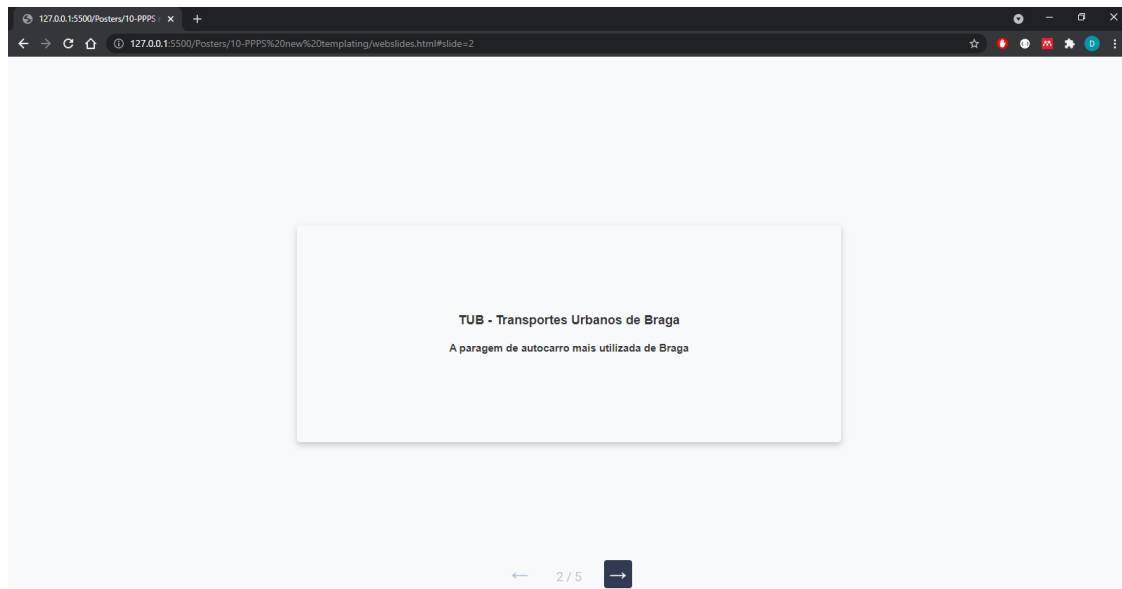 127.0.0.1:5500/Posters/10-PPPS
127.0.0.1:5500/Posters/10-PPPS%20new%20templating/webslides.html#slide=2
D
TUB - Transportes Urbanos de Braga
A paragem de autocarro mais utilizada de Braga
2 / 5